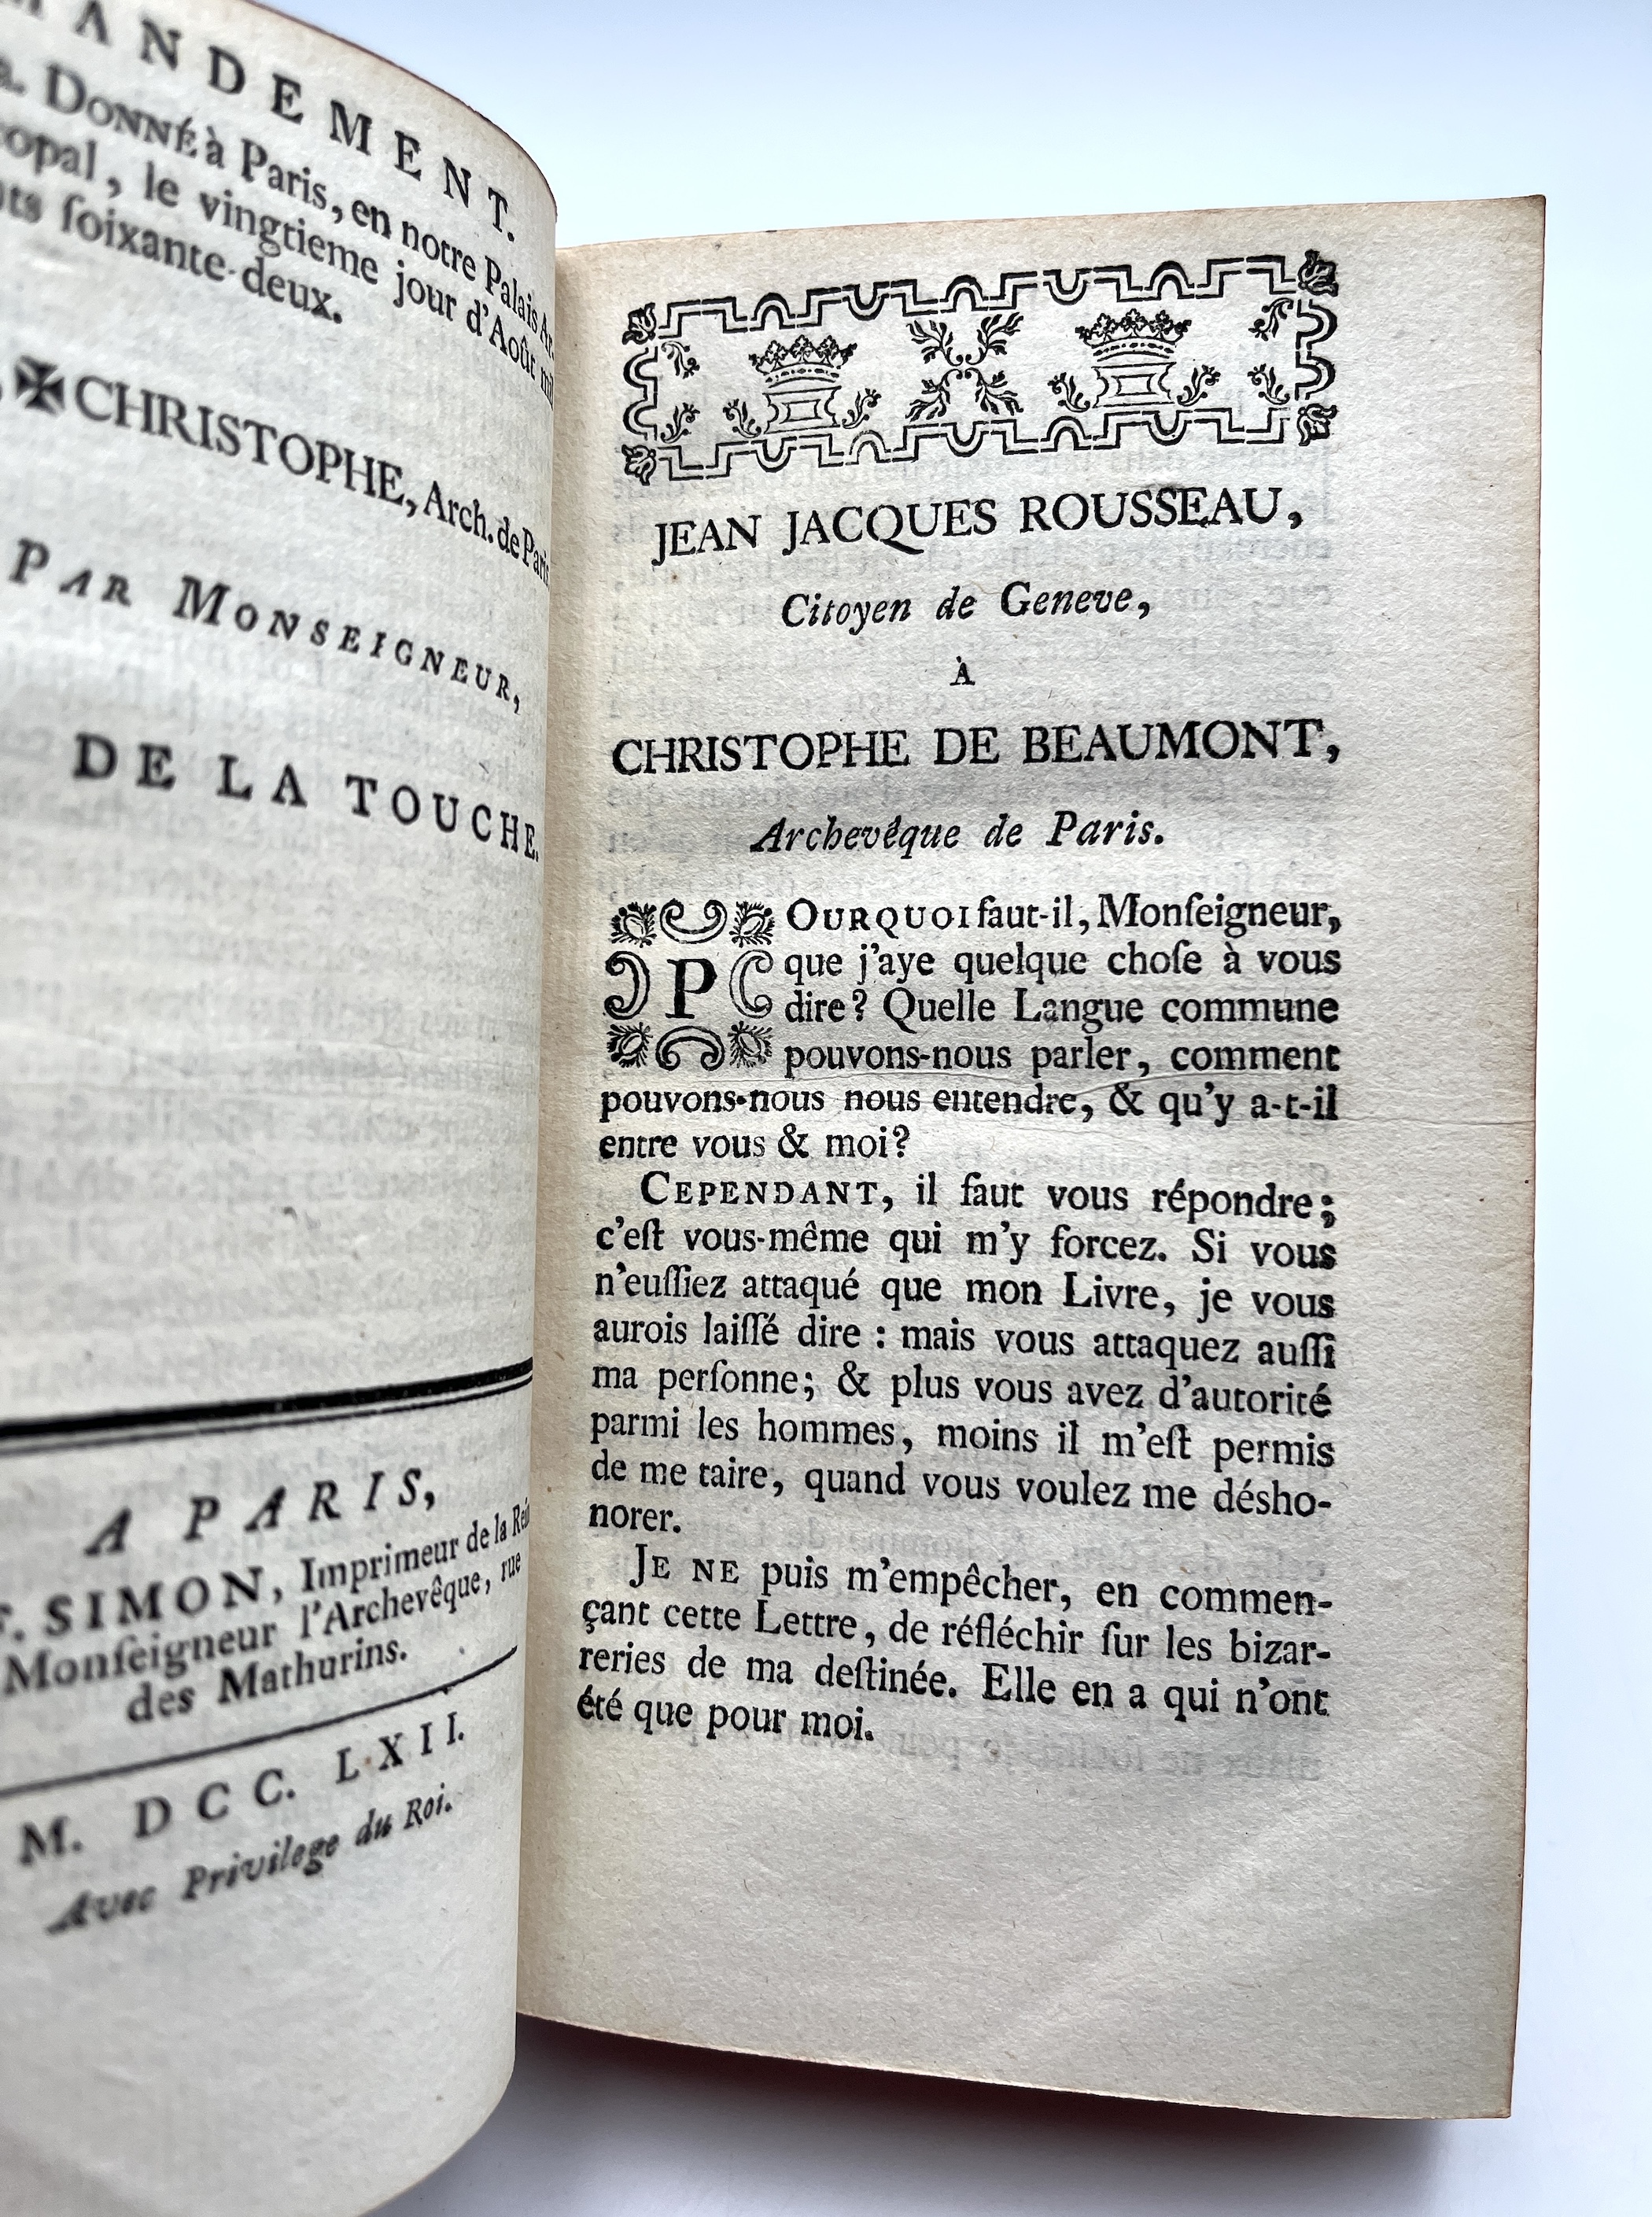 MANDEMENT.
DONNÉ à Paris, en notre Palais
le vingtieme jour d'Août
ſoixante-deux.
✠ CHRISTOPHE, Arch. de Paris.
PAR MONSEIGNEUR,
DE LA TOUCHE.
A PARIS,
SIMON, Imprimeur de la
Monſeigneur l'Archevêque, rue
des Mathurins.
M. DCC. LXII.
Avec Privilege du Roi.
JEAN JACQUES ROUSSEAU,
Citoyen de Geneve,
À
CHRISTOPHE DE BEAUMONT,
Archevêque de Paris.
POURQUOI faut-il, Monſeigneur,
que j'aye quelque choſe à vous
dire? Quelle Langue commune
pouvons-nous parler, comment
pouvons-nous nous entendre, & qu'y a-t-il
entre vous & moi?
CEPENDANT, il faut vous répondre;
c'eſt vous-même qui m'y forcez. Si vous
n'euſſiez attaqué que mon Livre, je vous
aurois laiſſé dire : mais vous attaquez auſſi
ma perſonne; & plus vous avez d'autorité
parmi les hommes, moins il m'eſt permis
de me taire, quand vous voulez me désho-
norer.
JE NE puis m'empêcher, en commen-
çant cette Lettre, de réfléchir ſur les bizar-
reries de ma deſtinée. Elle en a qui n'ont
été que pour moi.